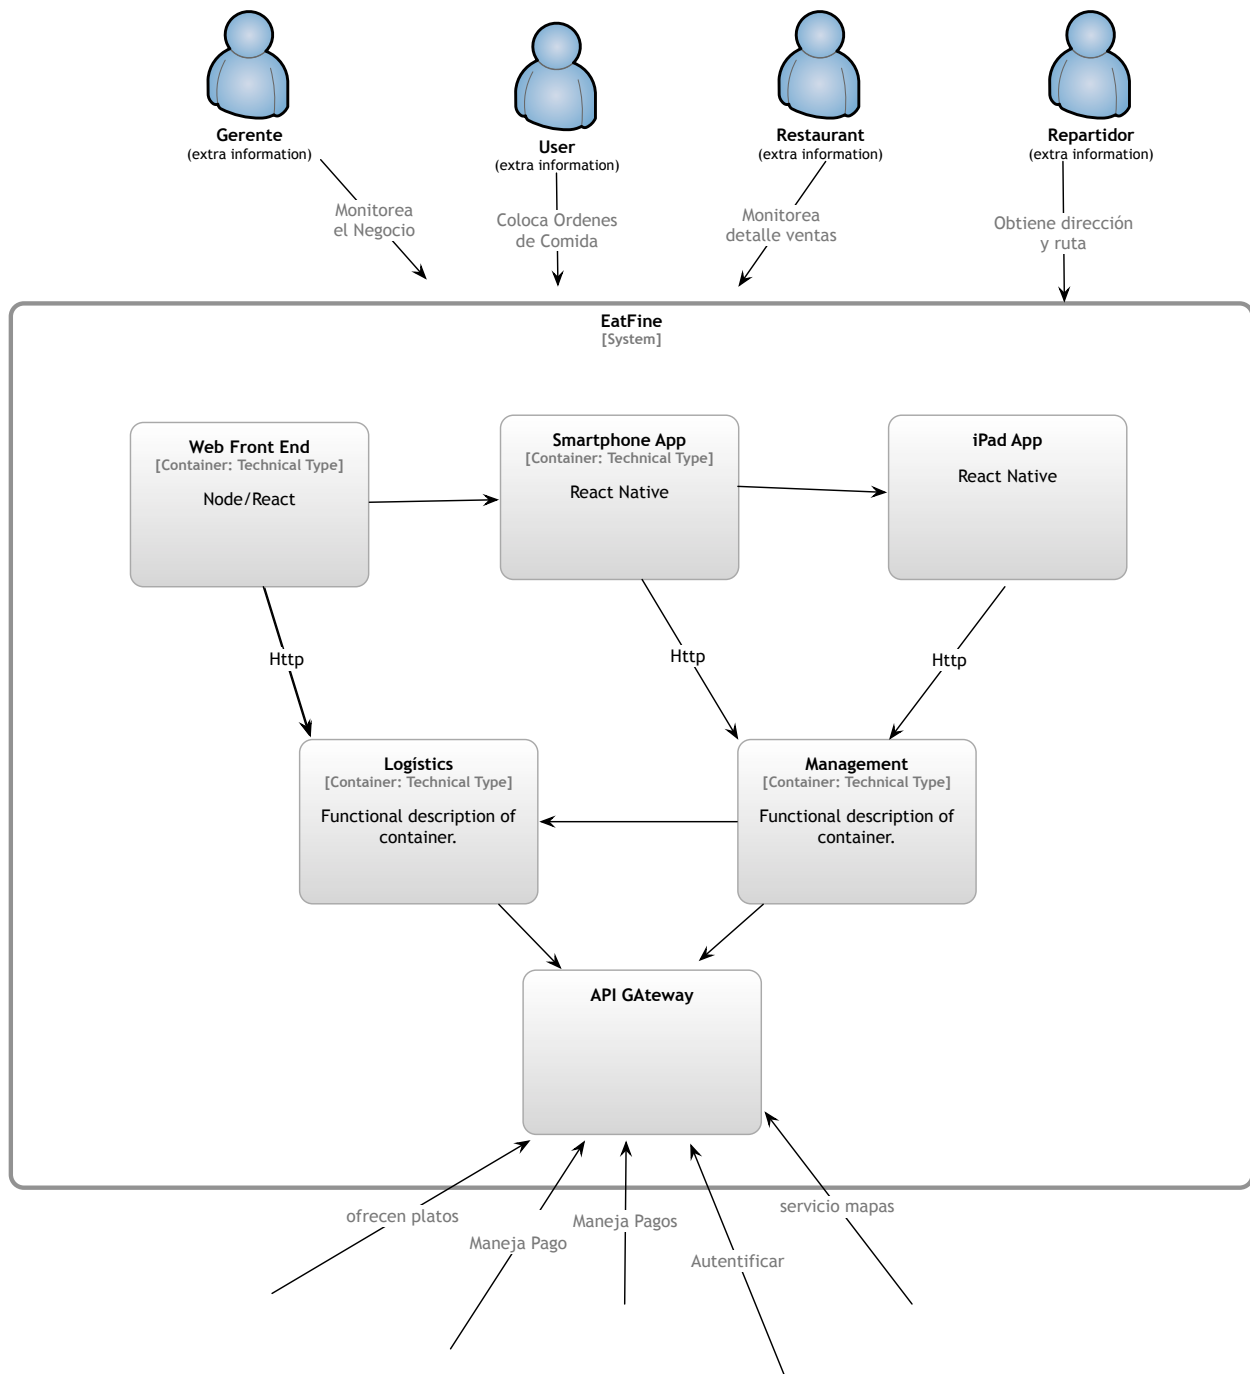 Gerente
(extra information)
User
(extra information)
Restaurant
(extra information)
Repartidor
(extra information)
Monitorea
el Negocio
Coloca Ordenes
de Comida
Monitorea
detalle ventas
Obtiene dirección
y ruta
EatFine
[System]
Web Front End
[Container: Technical Type]
Node/React
Smartphone App
[Container: Technical Type]
React Native
iPad App
React Native
Http
Http
Http
Logístics
[Container: Technical Type]
Functional description of
container.
Management
[Container: Technical Type]
Functional description of
container.
API GAteway
ofrecen platos
Maneja Pago
Maneja Pagos
Autentificar
servicio mapas